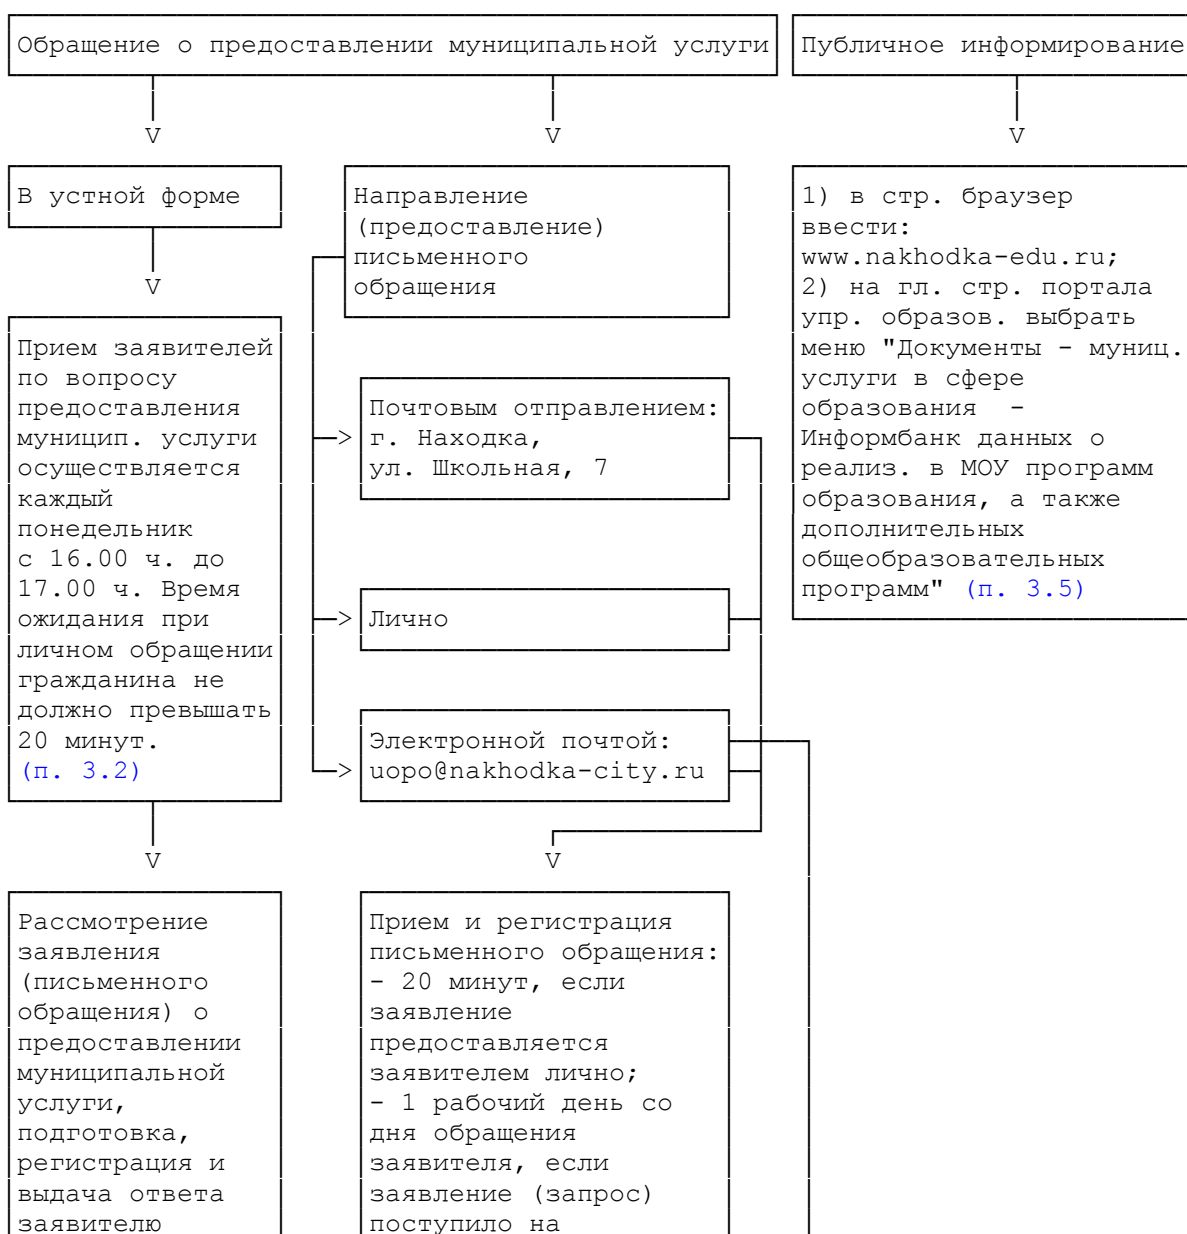 Обращение о предоставлении муниципальной услуги
Публичное информирование
V
V
V
В устной форме
Направление
(предоставление)
письменного
обращения
1) в стр. браузер
ввести:
www.nakhodka-edu.ru;
2) на гл. стр. портала
упр. образов. выбрать
меню "Документы - муниц.
услуги в сфере
образования  -
Информбанк данных о
реализ. в МОУ программ
образования, а также
дополнительных
общеобразовательных
программ" (п. 3.5)
V
Прием заявителей
по вопросу
предоставления
муницип. услуги
осуществляется
каждый
понедельник
с 16.00 ч. до
17.00 ч. Время
ожидания при
личном обращении
гражданина не
должно превышать
20 минут.
(п. 3.2)
Почтовым отправлением:
г. Находка,
ул. Школьная, 7
Лично
Электронной почтой:
uopo@nakhodka-city.ru
V
V
Рассмотрение
заявления
(письменного
обращения) о
предоставлении
муниципальной
услуги,
подготовка,
регистрация и
выдача ответа
заявителю
Прием и регистрация
письменного обращения:
- 20 минут, если
заявление
предоставляется
заявителем лично;
- 1 рабочий день со
дня обращения
заявителя, если
заявление (запрос)
поступило на